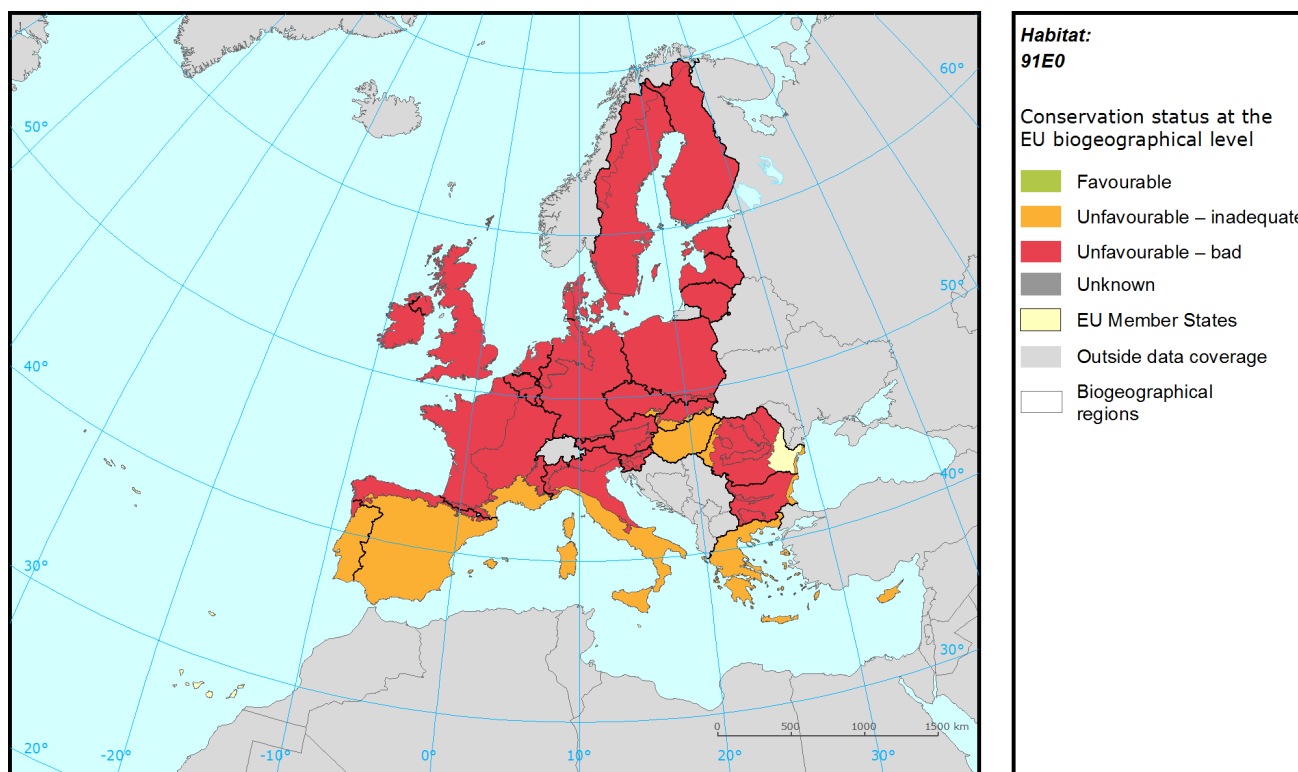 60°
50°
50°
40°
40°
30°
30°
20°
-20°
-10°
0°
10°
20°
30°
0 500 1000 1500 km
Habitat:
91E0
Conservation status at the
EU biogeographical level
Favourable
Unfavourable – inadequate
Unfavourable – bad
Unknown
EU Member States
Outside data coverage
Biogeographical
regions